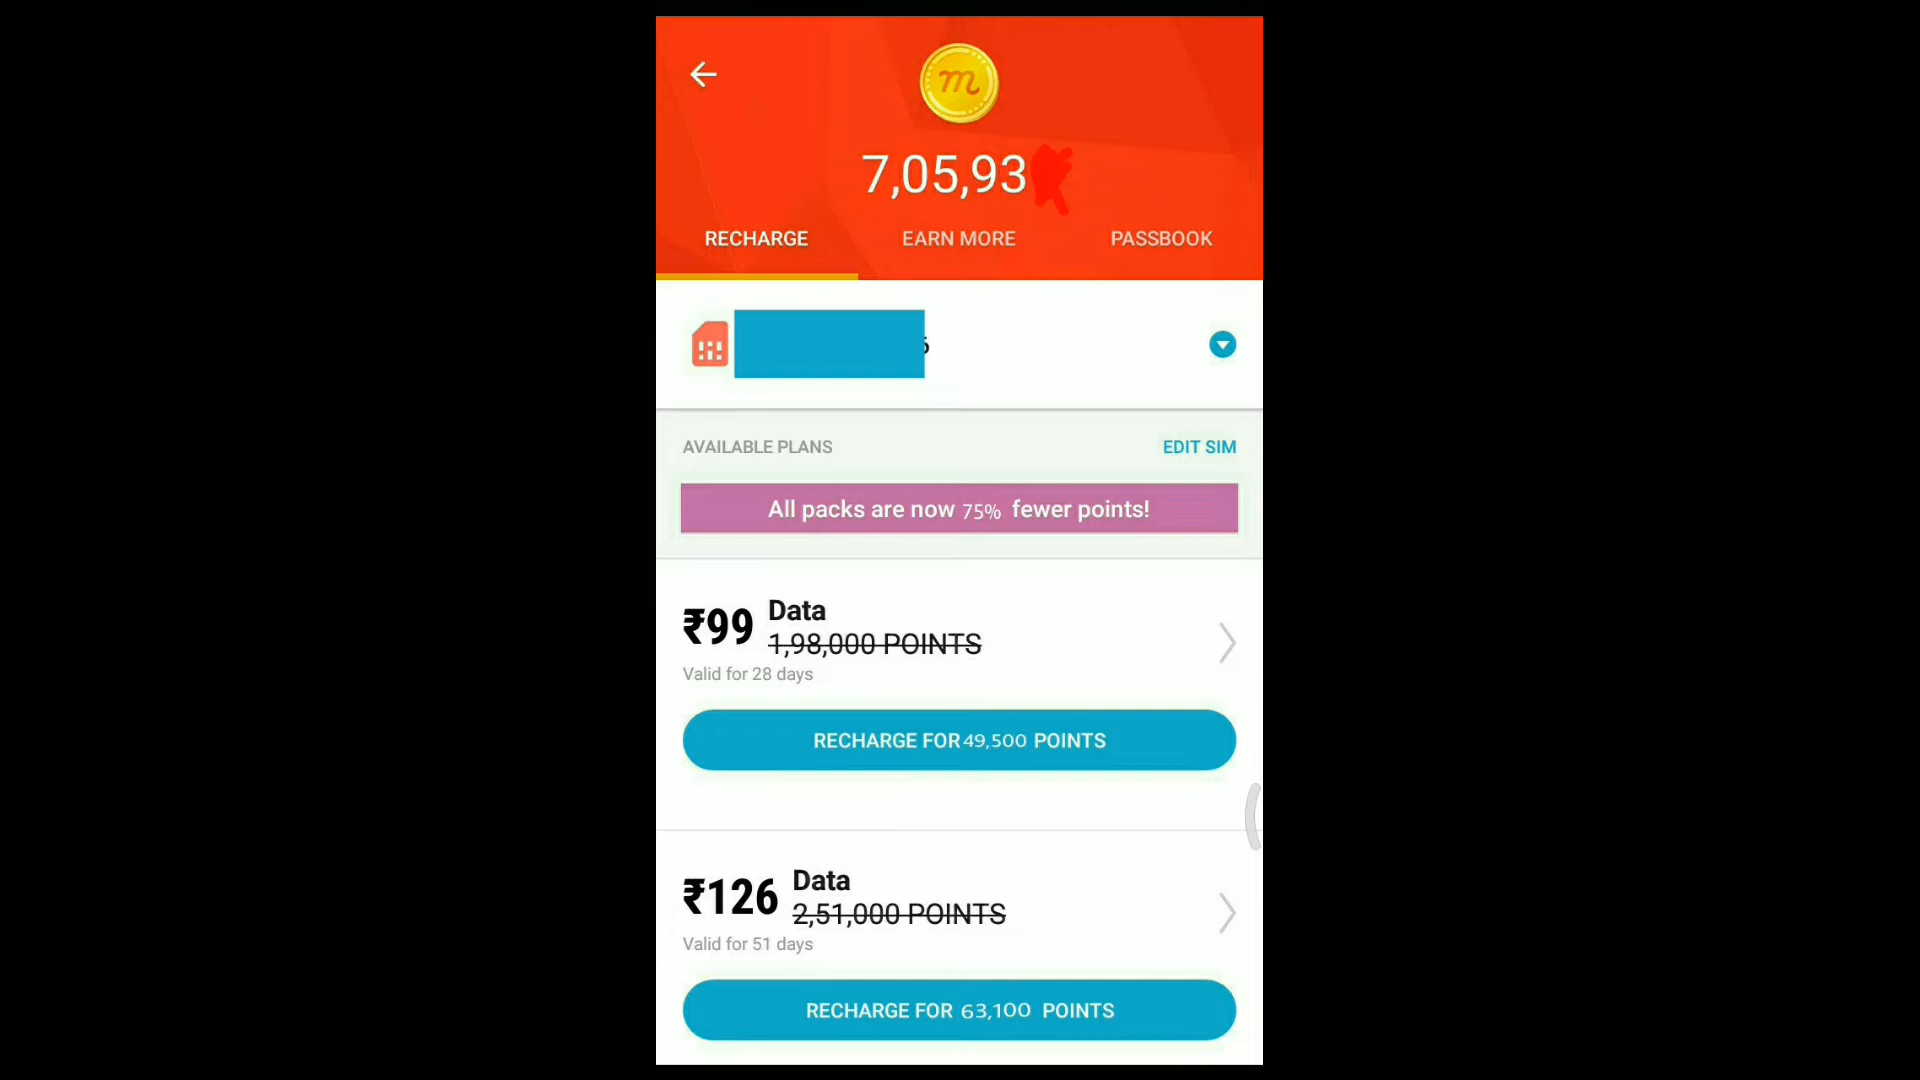 m
7,05,93
RECHARGE EARN MORE PASSBOOK
AVAILABLE PLANS EDIT SIM
All packs are now 75% fewer points!
₹99 Data
1,98,000 POINTS
Valid for 28 days
RECHARGE FOR 49,500 POINTS
₹126 Data
2,51,000 POINTS
Valid for 51 days
RECHARGE FOR 63,100 POINTS